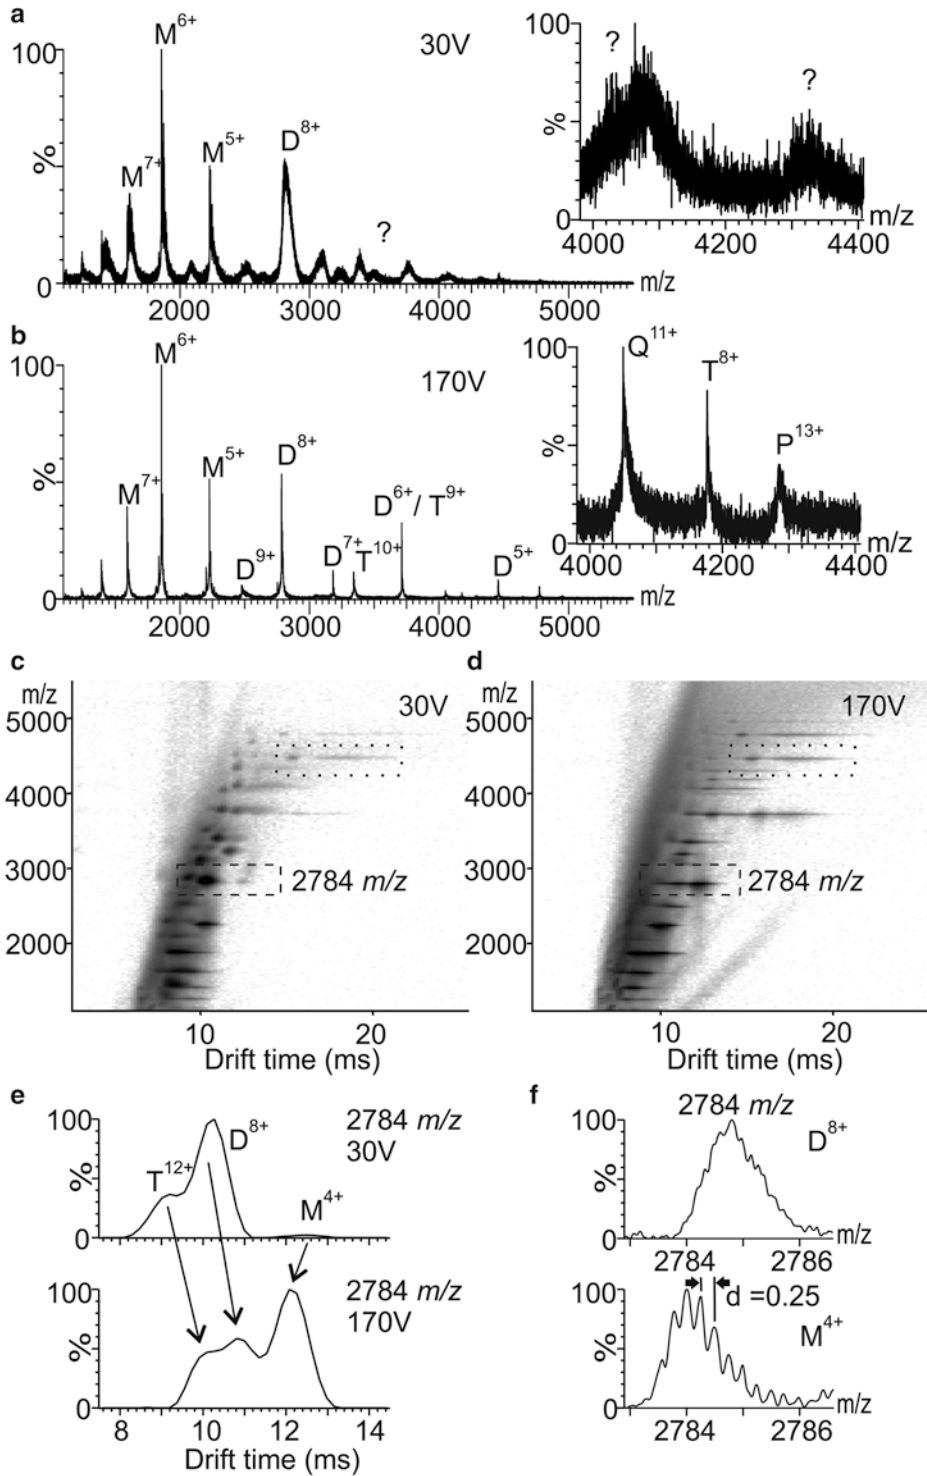 a
M6+
30V
100
M7+
M5+
D8+
?
%
0
2000 3000 4000 5000 m/z
100
?
?
%
0
4000 4200 4400 m/z
b
M6+
170V
100
M7+
M5+
D8+
D6+/ T9+
D9+
D7+
T10+
D5+
%
0
2000 3000 4000 5000 m/z
100
Q11+
T8+
P13+
%
0
4000 4200 4400 m/z
c
m/z
30V
5000
4000
3000
2784 m/z
2000
10 20
Drift time (ms)
d
m/z
170V
5000
4000
3000
2784 m/z
2000
10 20
Drift time (ms)
e
100
2784 m/z
30V
D8+
T12+
M4+
%
0
100
2784 m/z
170V
%
0
8 10 12 14
Drift time (ms)
f
2784 m/z
100
D8+
%
0
2784 2786 m/z
100
d =0.25
M4+
%
0
2784 2786 m/z